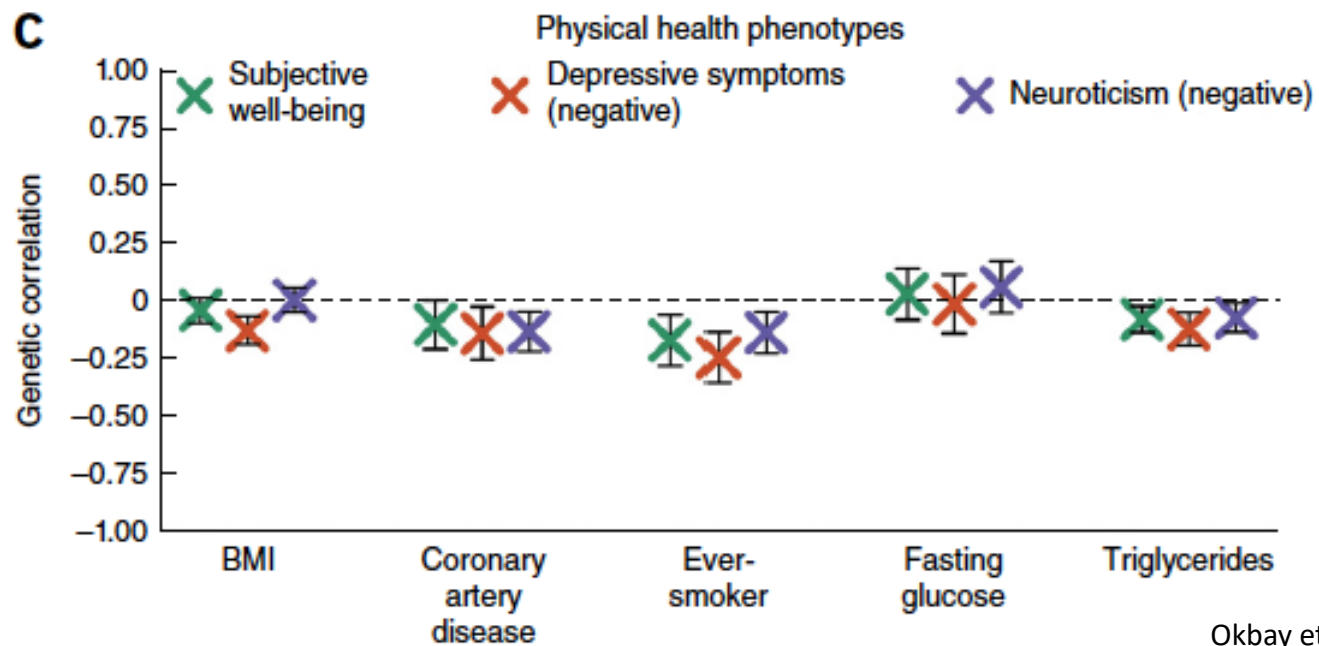 C
Physical health phenotypes
Subjective
well-being
Depressive symptoms
(negative)
Neuroticism (negative)
Genetic correlation
1.00
0.75
0.50
0.25
0
–0.25
–0.50
–0.75
–1.00
BMI
Coronary
artery
disease
Ever-
smoker
Fasting
glucose
Triglycerides
Okbay et